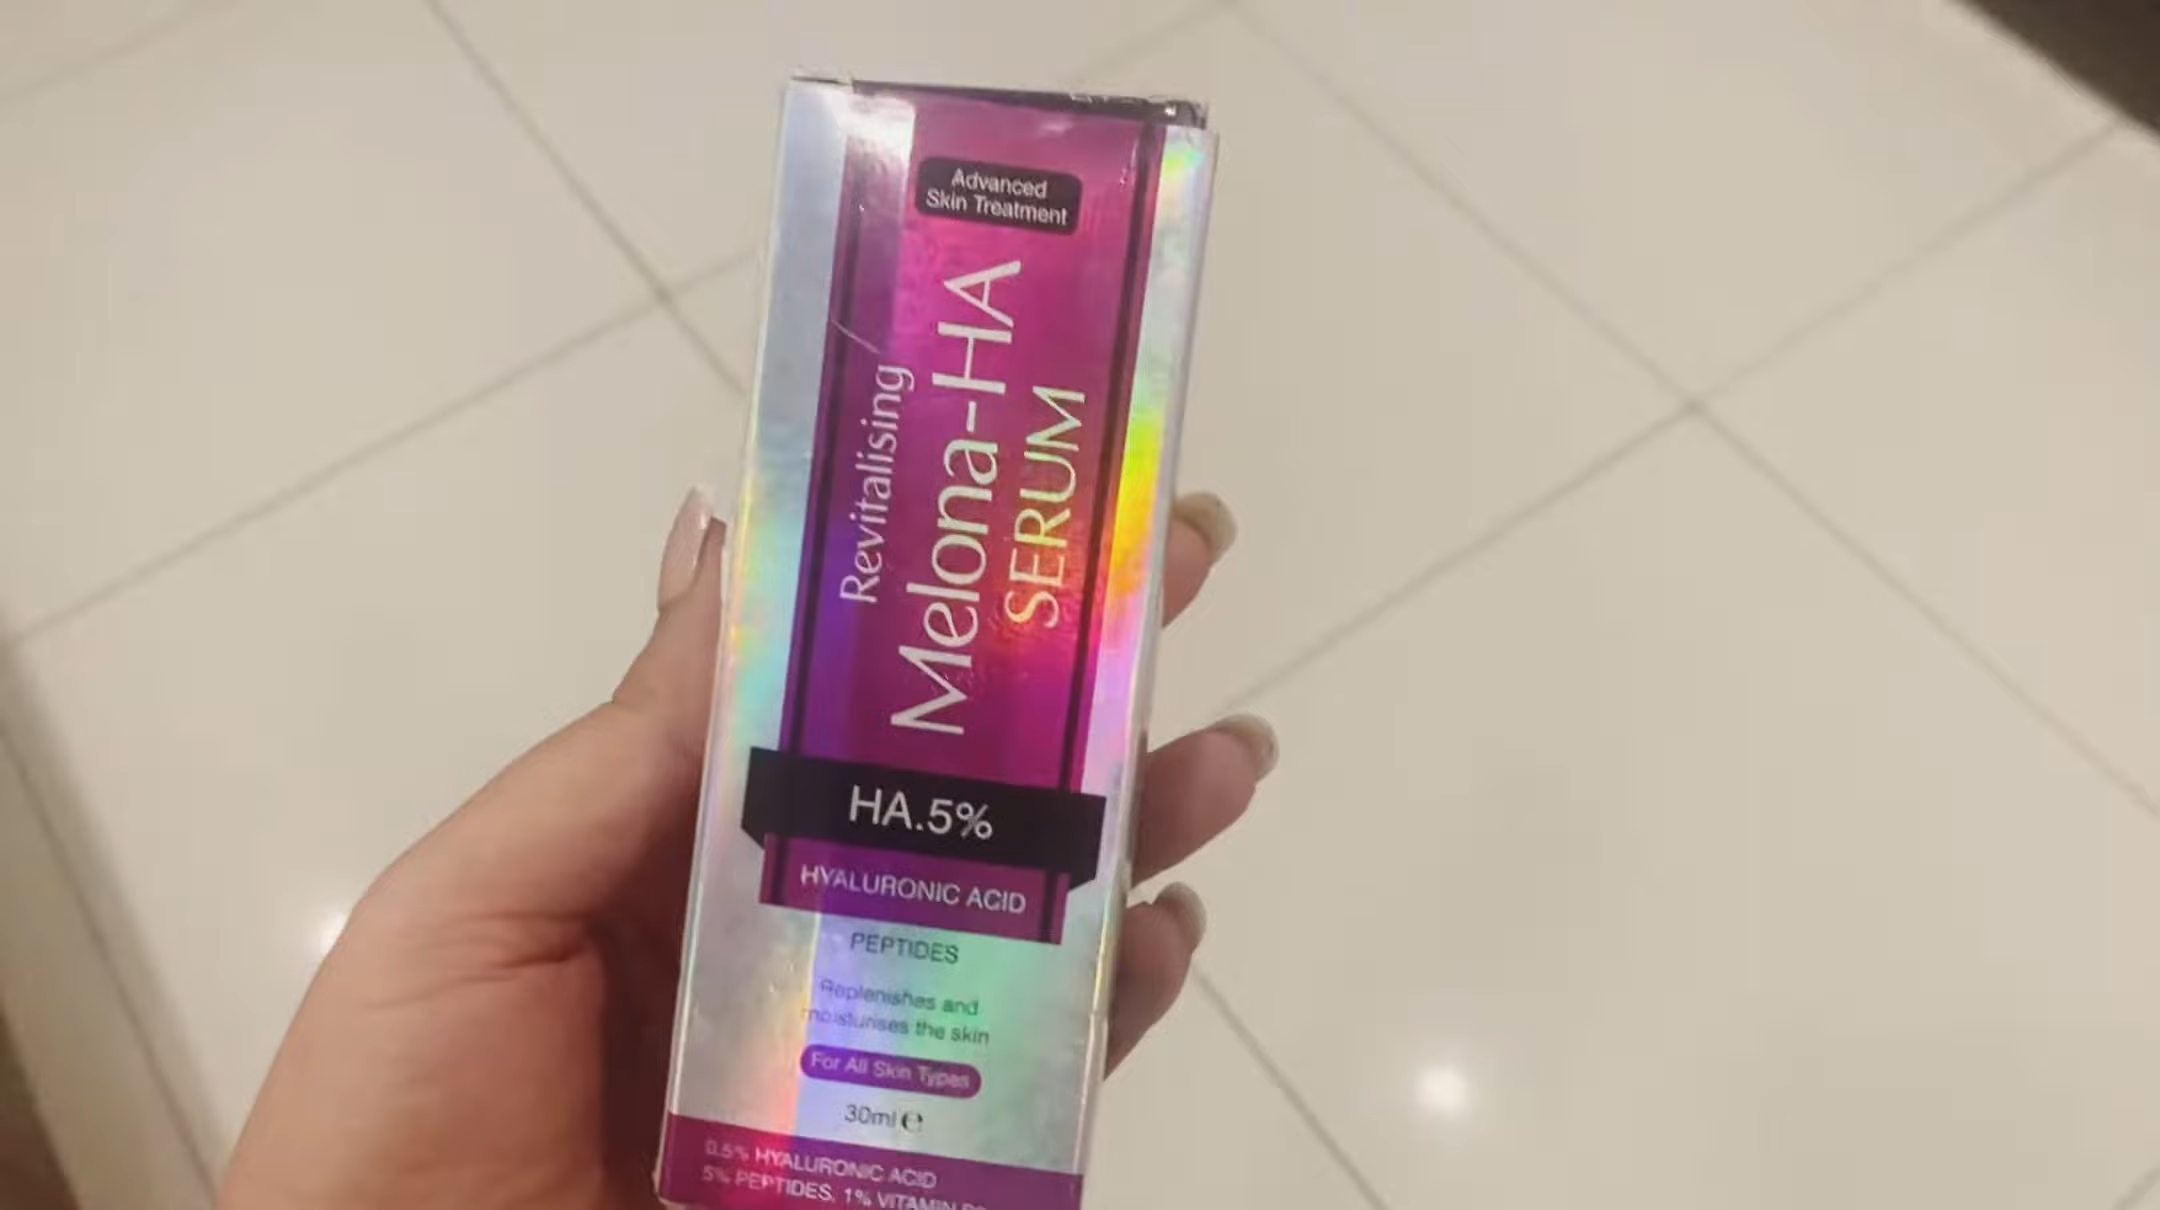 Advanced
Skin Treatment
Revitalising
Melona-HA
SERUM
HA.5%
HYALURONIC ACID
PEPTIDES
Replenishes and
moisturises the skin
For All Skin Types
30ml ℮
0.5% HYALURONIC ACID
5% PEPTIDES, 1% VITAMIN